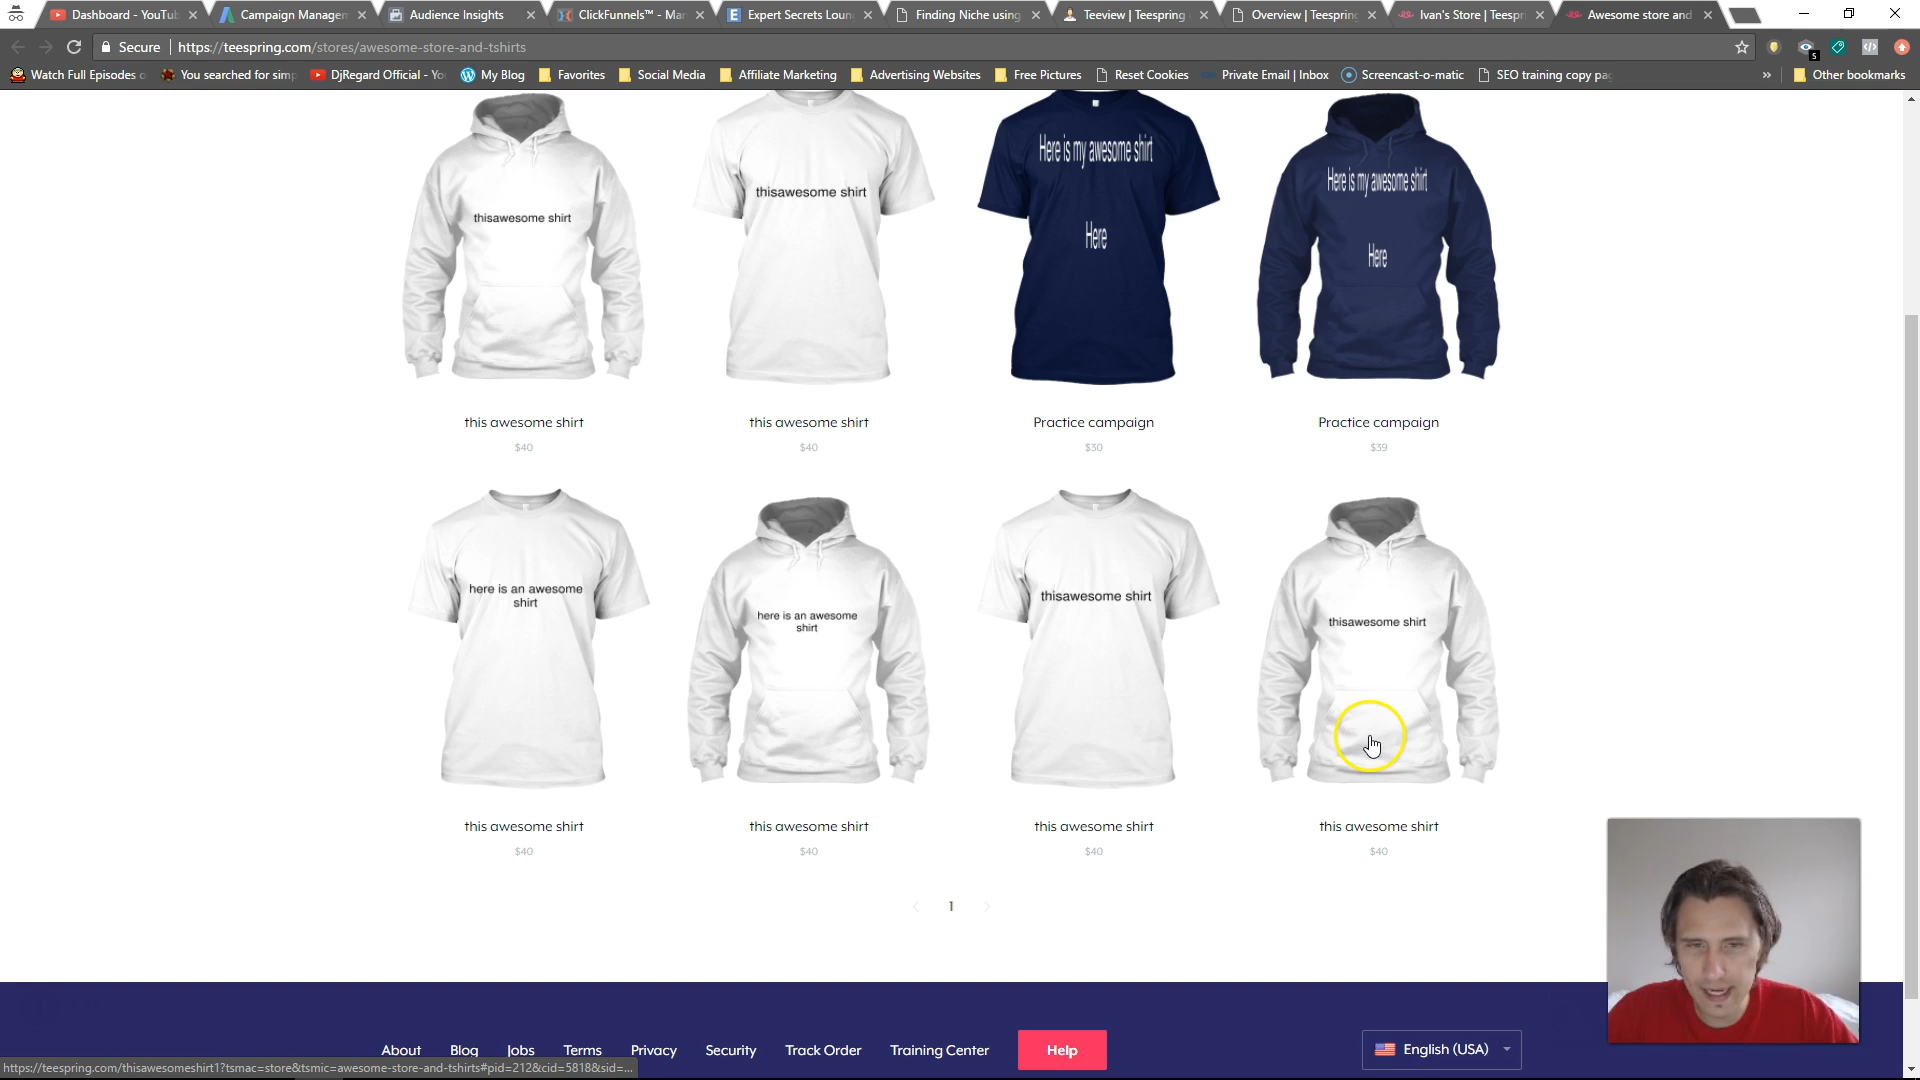 Dashboard - YouTub
Campaign Managem
Audience Insights
ClickFunnels™ - Mar
Expert Secrets Loun
Finding Niche using
Teeview | Teespring
Overview | Teespring
Ivan's Store | Teespri
Awesome store and
Secure
https://teespring.com/stores/awesome-store-and-tshirts
5
Watch Full Episodes o
You searched for simp
DjRegard Official - Yo
My Blog
Favorites
Social Media
Affiliate Marketing
Advertising Websites
Free Pictures
Reset Cookies
Private Email | Inbox
Screencast-o-matic
SEO training copy pag
»
Other bookmarks
thisawesome shirt
thisawesome shirt
Here is my awesome shirt
Here
Here is my awesome shirt
Here
this awesome shirt
this awesome shirt
Practice campaign
Practice campaign
$40
$40
$30
$39
here is an awesome
shirt
here is an awesome
shirt
thisawesome shirt
thisawesome shirt
this awesome shirt
this awesome shirt
this awesome shirt
this awesome shirt
$40
$40
$40
$40
1
About
Blog
Jobs
Terms
Privacy
Security
Track Order
Training Center
Help
English (USA)
https://teespring.com/thisawesomeshirt1?tsmac=store&tsmic=awesome-store-and-tshirts#pid=212&cid=5818&sid=...